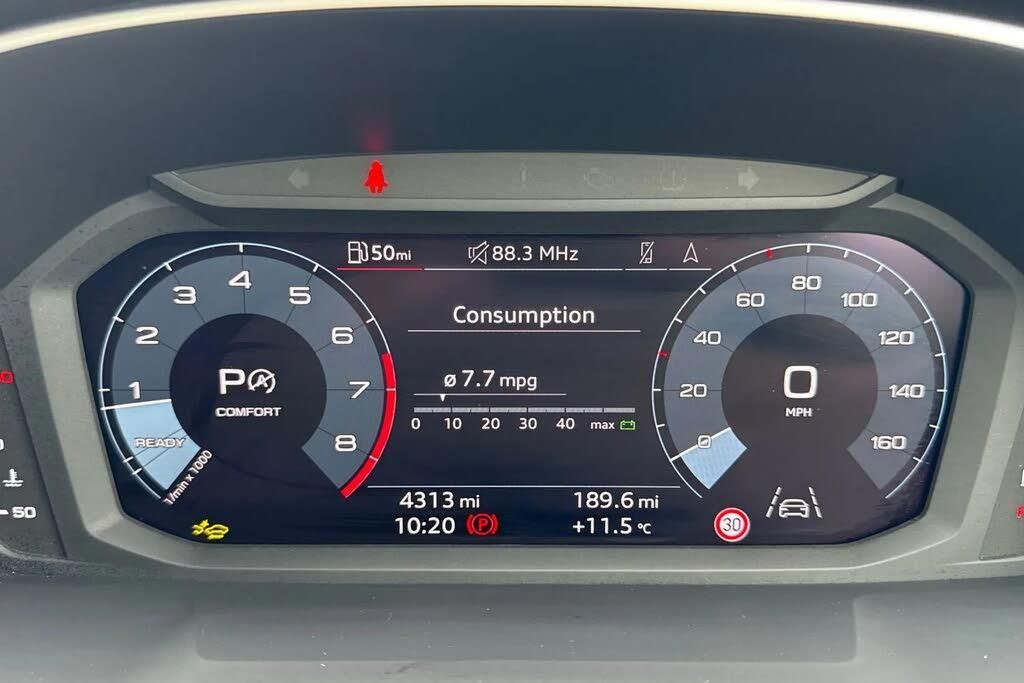 50mi
88.3 MHz
Consumption
ø 7.7 mpg
0 10 20 30 40 max
1 2 3 4 5 6 7 8
READY
1/min x 1000
P A
COMFORT
0 20 40 60 80 100 120 140 160
0
MPH
4313 mi
189.6 mi
10:20
(P)
+11.5 °C
30
50